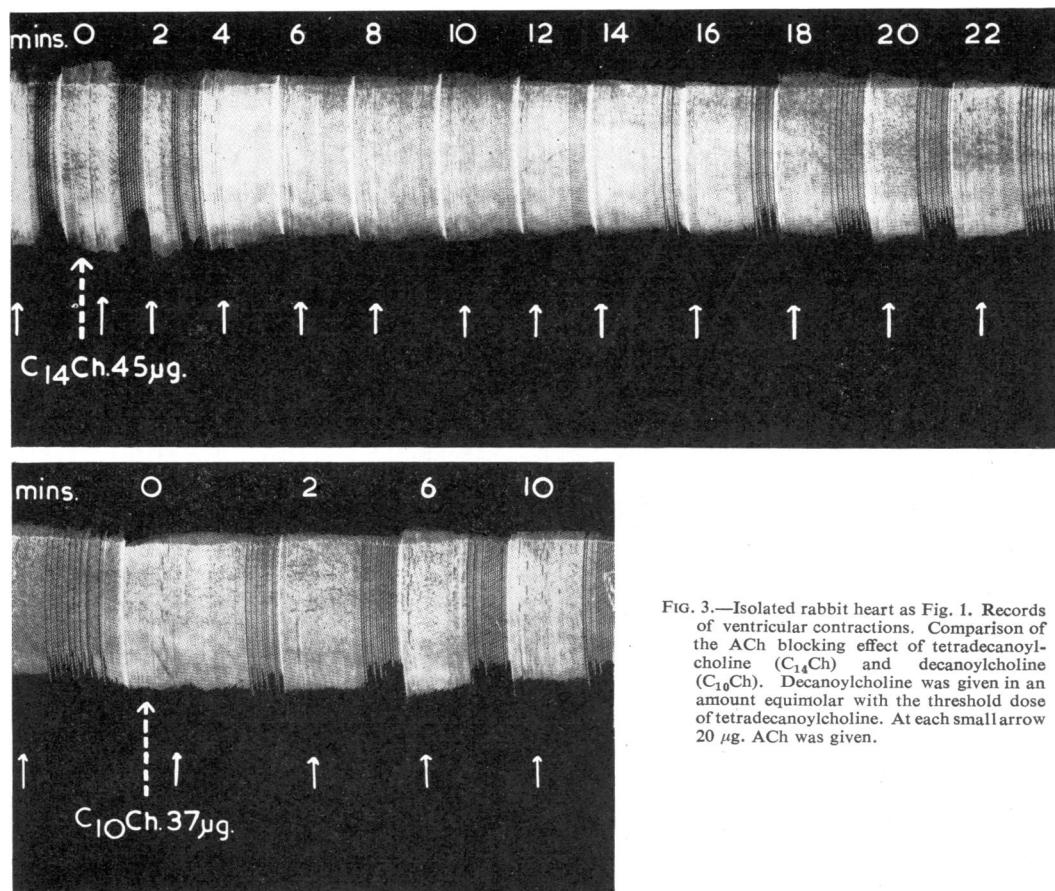 mins. 0 2 4 6 8 10 12 14 16 18 20 22
C₁₄Ch.45µg.
mins. 0 2 6 10
C₁₀Ch.37µg.
FIG. 3.—Isolated rabbit heart as Fig. 1. Records
of ventricular contractions. Comparison of
the ACh blocking effect of tetradecanoyl-
choline (C₁₄Ch) and decanoylcholine
(C₁₀Ch). Decanoylcholine was given in an
amount equimolar with the threshold dose
of tetradecanoylcholine. At each small arrow
20 µg. ACh was given.